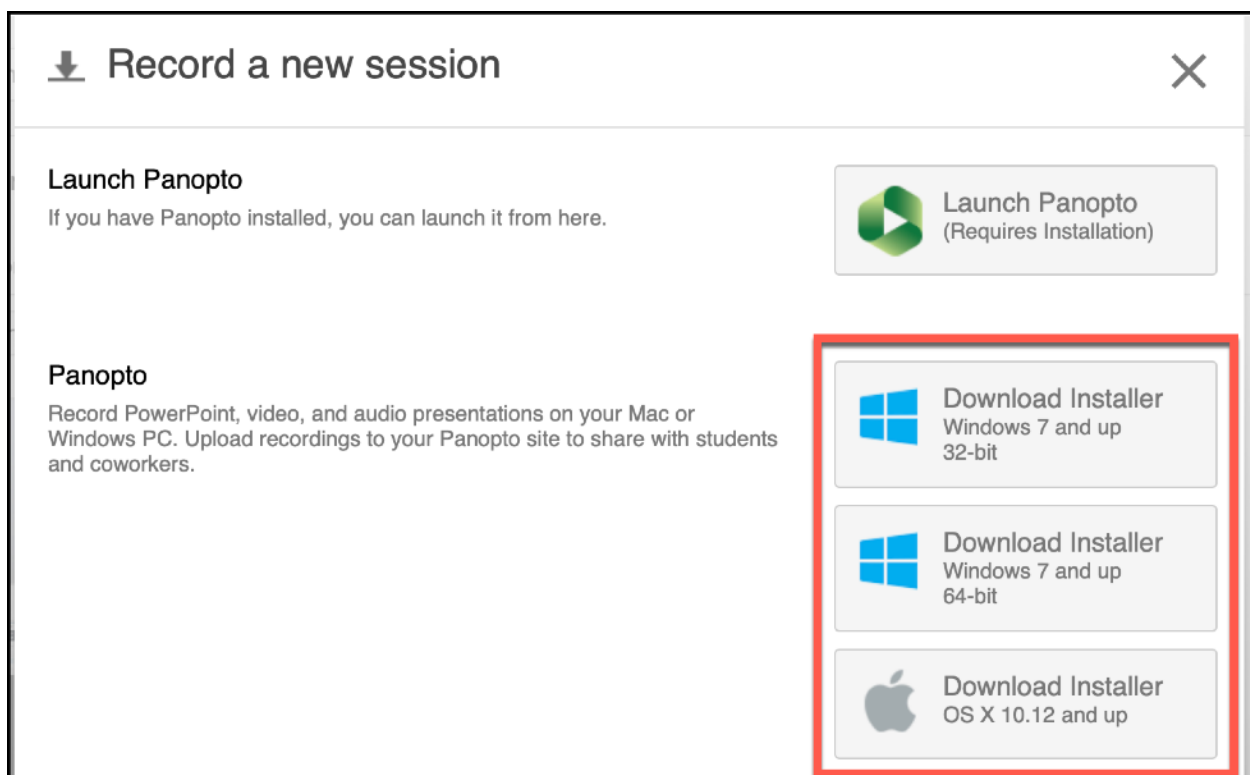 Record a new session
Launch Panopto
If you have Panopto installed, you can launch it from here.
Launch Panopto
(Requires Installation)
Panopto
Record PowerPoint, video, and audio presentations on your Mac or
Windows PC. Upload recordings to your Panopto site to share with students
and coworkers.
Download Installer
Windows 7 and up
32-bit
Download Installer
Windows 7 and up
64-bit
Download Installer
OS X 10.12 and up